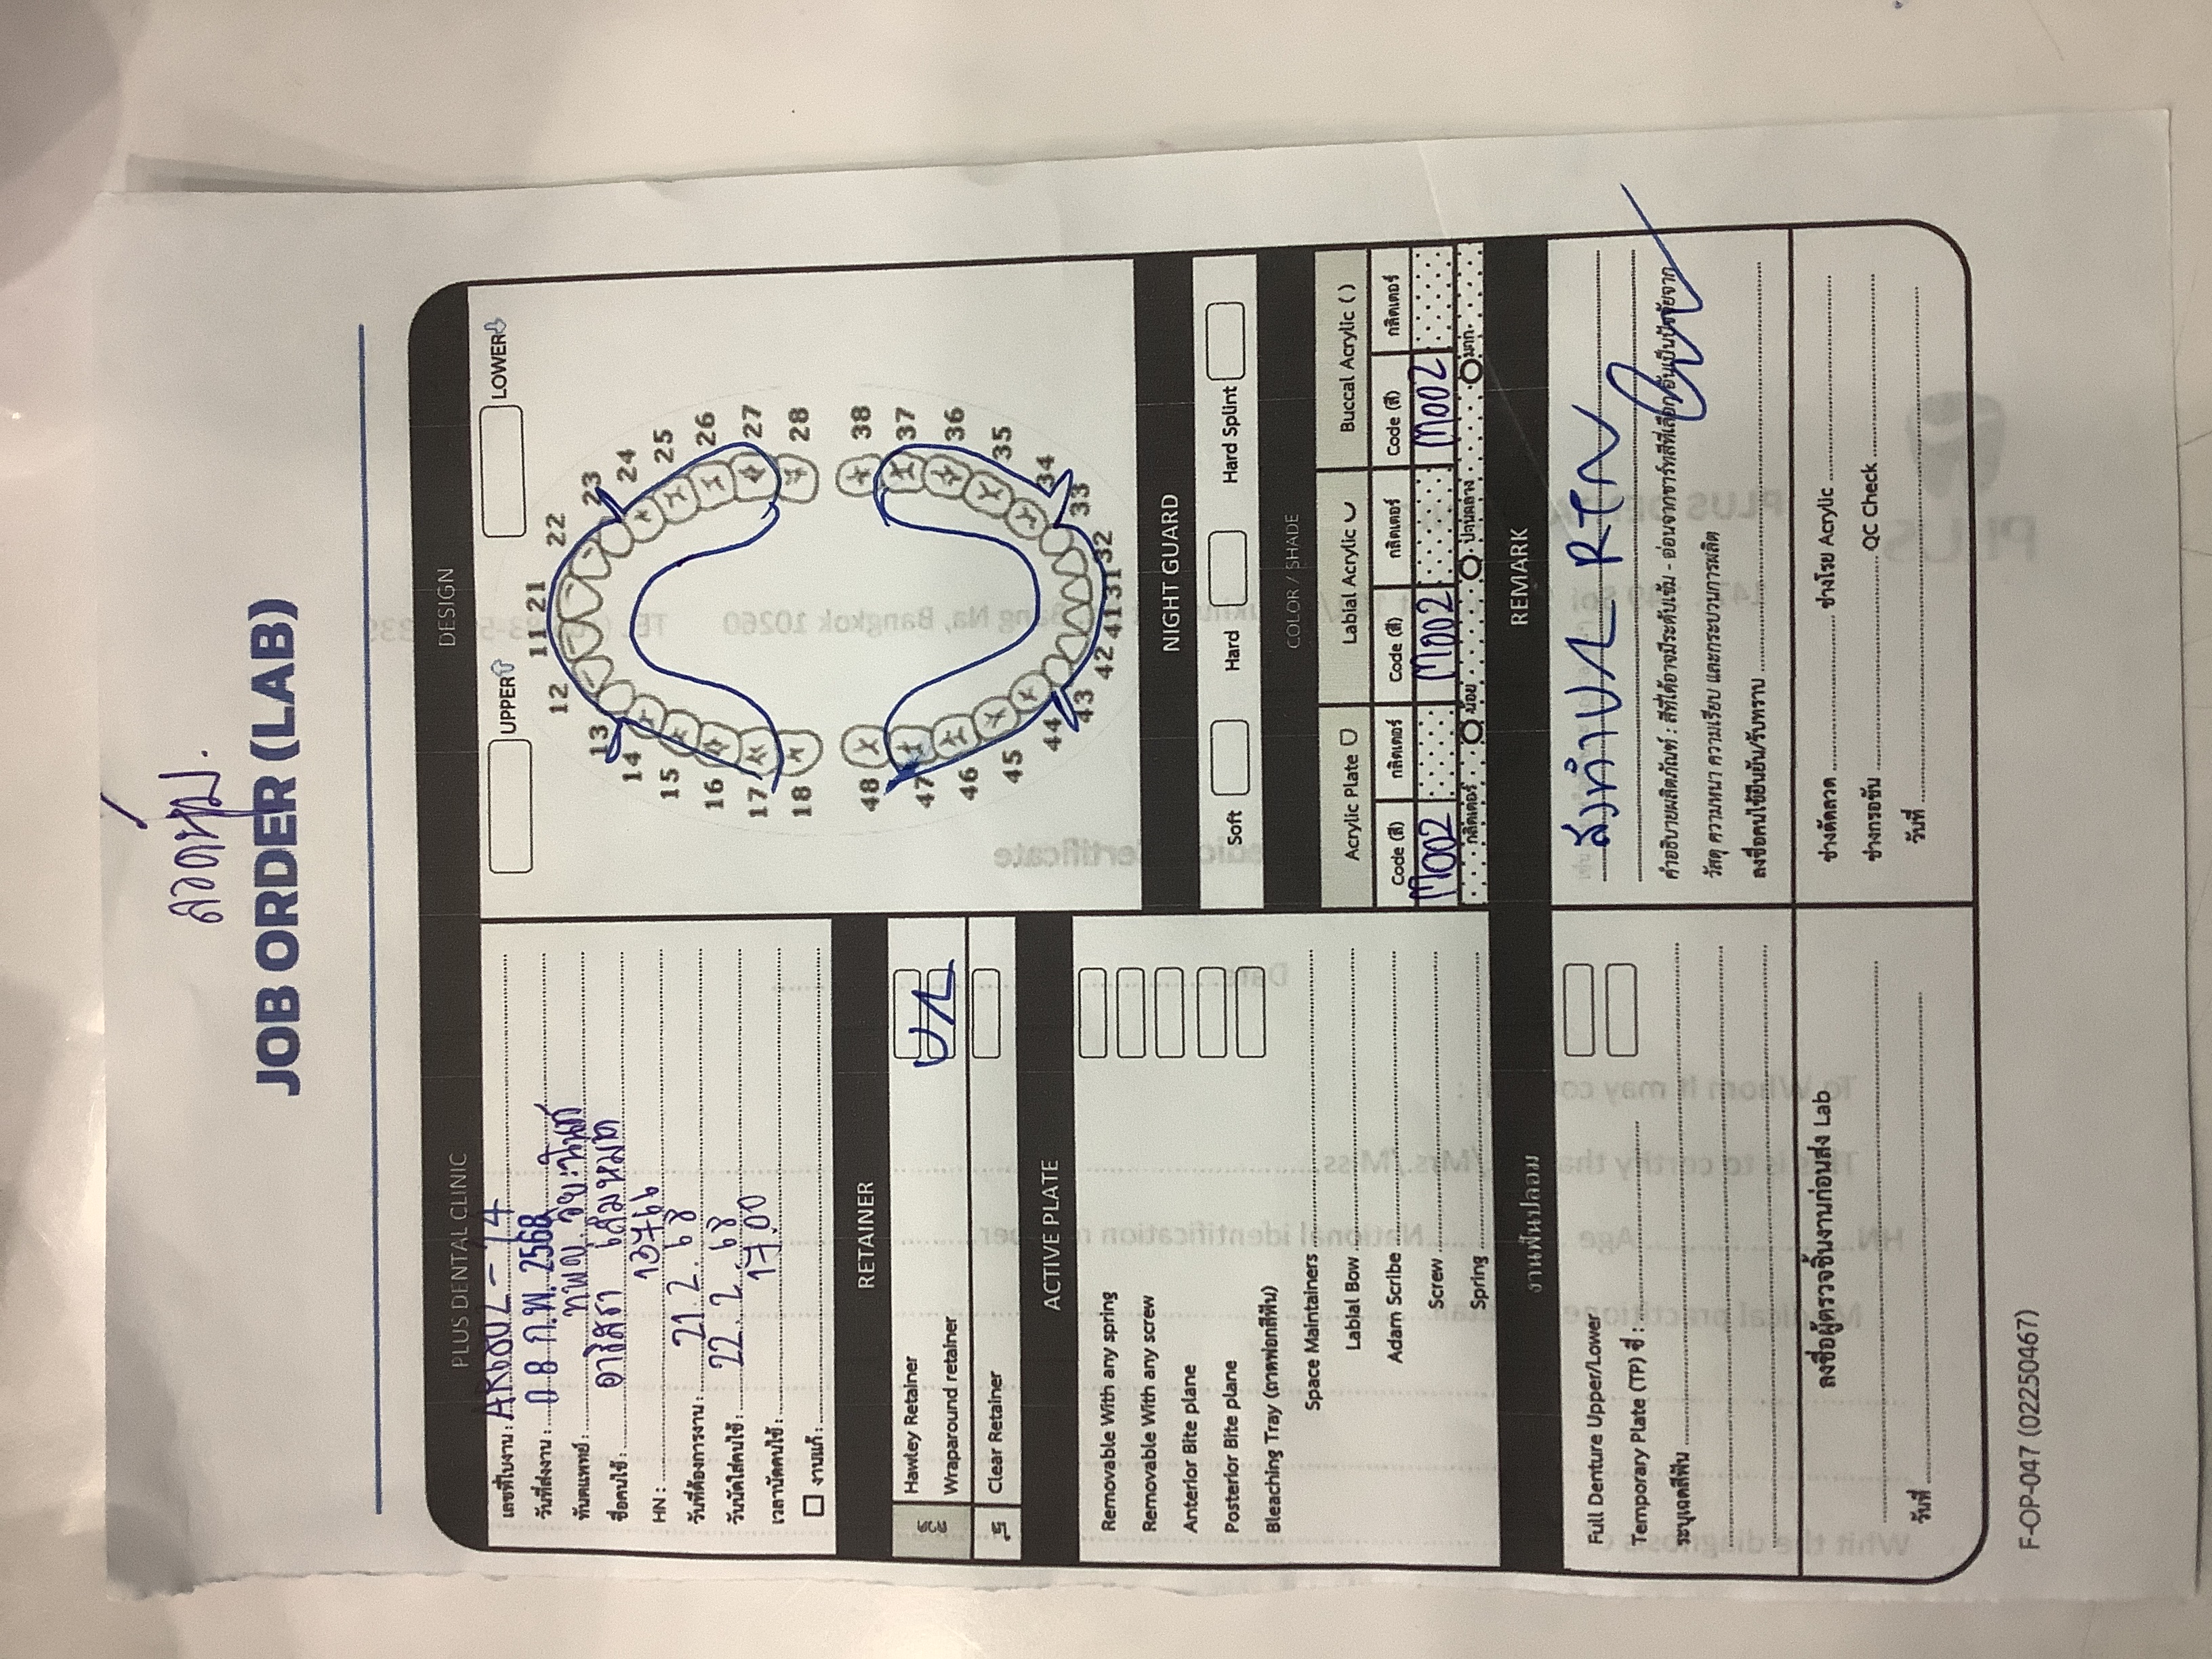 ลวดหุ้ม.
JOB ORDER (LAB)
PLUS DENTAL CLINIC
เลขที่ใบงาน : AR6802-74
วันที่ส่งงาน : 08 ก.พ. 2568
ทันตแพทย์ : ทพญ.
ชื่อคนไข้ : อาริสรา เส็มหมาด
HN : 13766
วันที่ต้องการงาน : 21.2.68
วันนัดใส่คนไข้ : 22.2.68
เวลานัดคนไข้ : 17.00
งานแก้ :
RETAINER
ลวด
Hawley Retainer
Wraparound retainer U/L
ใส
Clear Retainer
ACTIVE PLATE
Removable With any spring
Removable With any screw
Anterior Bite plane
Posterior Bite plane
Bleaching Tray (ถาดฟอกสีฟัน)
Space Maintainers
Labial Bow
Adam Scribe
Screw
Spring
งานฟันปลอม
Full Denture Upper/Lower
Temporary Plate (TP) ซี่ :
ระบุเฉดสีฟัน
ลงชื่อผู้ตรวจชิ้นงานก่อนส่ง Lab
วันที่
DESIGN
UPPER LOWER
11 21
12 22
13 23
14 24
15 25
16 26
17 27
18 28
48 38
47 37
46 36
45 35
44 34
43 33
42 41 31 32
NIGHT GUARD
Soft Hard Hard Splint
COLOR / SHADE
Acrylic Plate Labial Acrylic Buccal Acrylic ( )
Code (สี) กลิตเตอร์ Code (สี) กลิตเตอร์ Code (สี) กลิตเตอร์
M002 M002 M002
กลิตเตอร์ น้อย ปานกลาง มาก
REMARK
ส่งทำ U/L RTN
คำอธิบายผลิตภัณฑ์ : สีที่ได้อาจมีระดับเข้ม - อ่อนจากชาร์ทสีที่เลือก อันเป็นปัจจัยจาก
วัสดุ ความหนา ความเรียบ และกระบวนการผลิต
ลงชื่อคนไข้ยืนยัน/รับทราบ
ช่างดัดลวด ช่างโรย Acrylic
ช่างกรอขัน QC Check
วันที่
F-OP-047 (02250467)